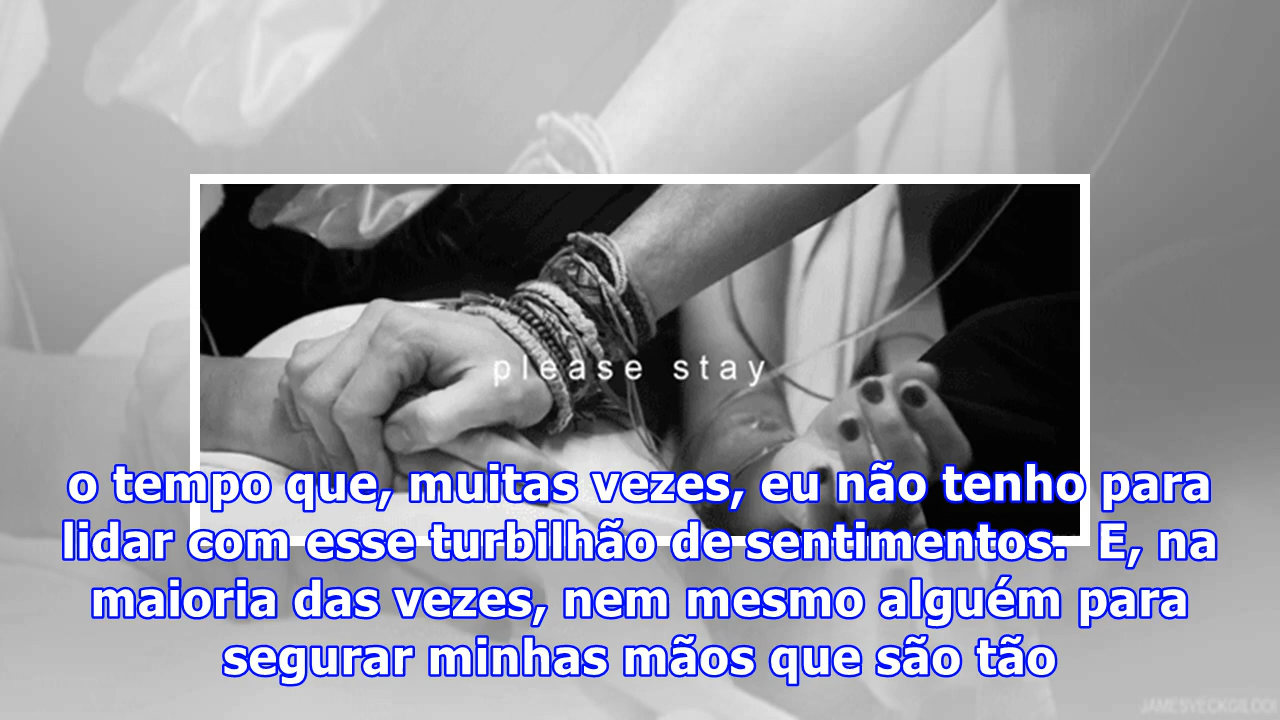 please stay
o tempo que, muitas vezes, eu não tenho para
lidar com esse turbilhão de sentimentos. E, na
maioria das vezes, nem mesmo alguém para
segurar minhas mãos que são tão